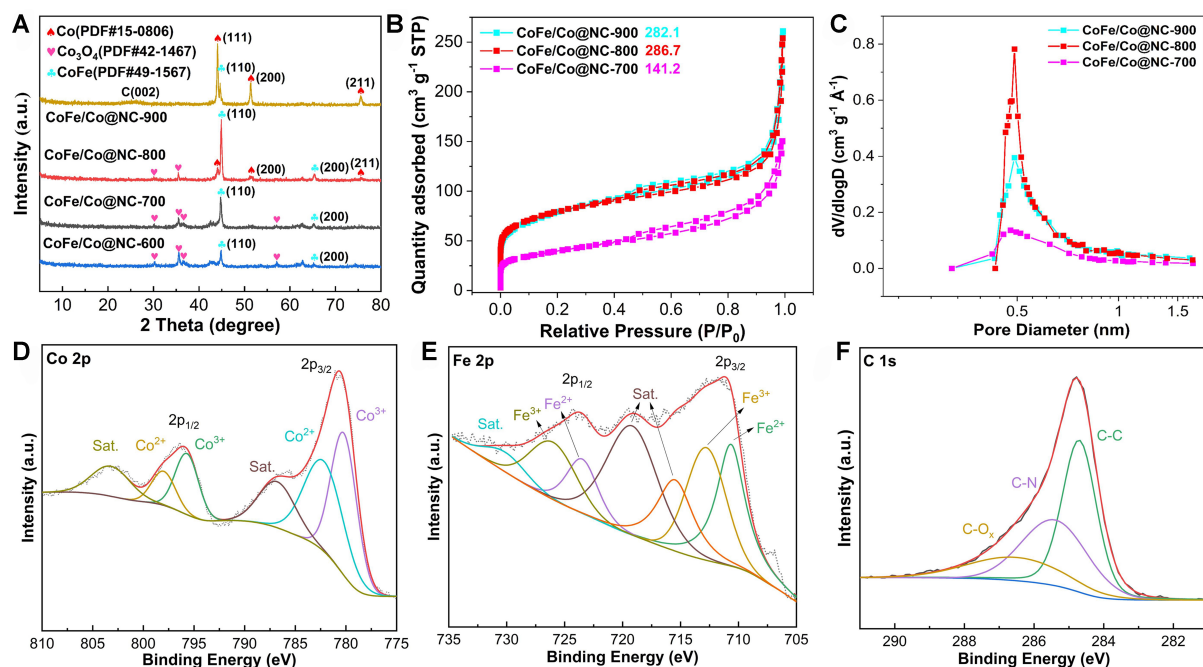 A
Co(PDF#15-0806)
Co₃O₄(PDF#42-1467)
CoFe(PDF#49-1567)
C(002)
(111)
(110)
(200)
(211)
CoFe/Co@NC-900
(110)
CoFe/Co@NC-800
(200)
(200)
(211)
CoFe/Co@NC-700
(110)
(200)
CoFe/Co@NC-600
(110)
(200)
Intensity (a.u.)
10 20 30 40 50 60 70 80
2 Theta (degree)
B
CoFe/Co@NC-900 282.1
CoFe/Co@NC-800 286.7
CoFe/Co@NC-700 141.2
Quantity adsorbed (cm³ g⁻¹ STP)
275
250
225
200
175
150
125
100
75
50
25
0
0.0 0.2 0.4 0.6 0.8 1.0
Relative Pressure (P/P₀)
C
CoFe/Co@NC-900
CoFe/Co@NC-800
CoFe/Co@NC-700
dV/dlogD (cm³ g⁻¹ Å⁻¹)
0.8
0.6
0.4
0.2
0.0
0.5 1 1.5
Pore Diameter (nm)
D
Co 2p
2p₃/₂
Co³⁺
2p₁/₂
Co²⁺
Sat.
Co²⁺
Co³⁺
Sat.
Intensity (a.u.)
810 805 800 795 790 785 780 775
Binding Energy (eV)
E
Fe 2p
2p₃/₂
2p₁/₂
Sat.
Fe³⁺
Fe²⁺
Sat.
Fe³⁺
Fe²⁺
Intensity (a.u.)
735 730 725 720 715 710 705
Binding Energy (eV)
F
C 1s
C-C
C-N
C-Oₓ
Intensity (a.u.)
290 288 286 284 282
Binding Energy (eV)